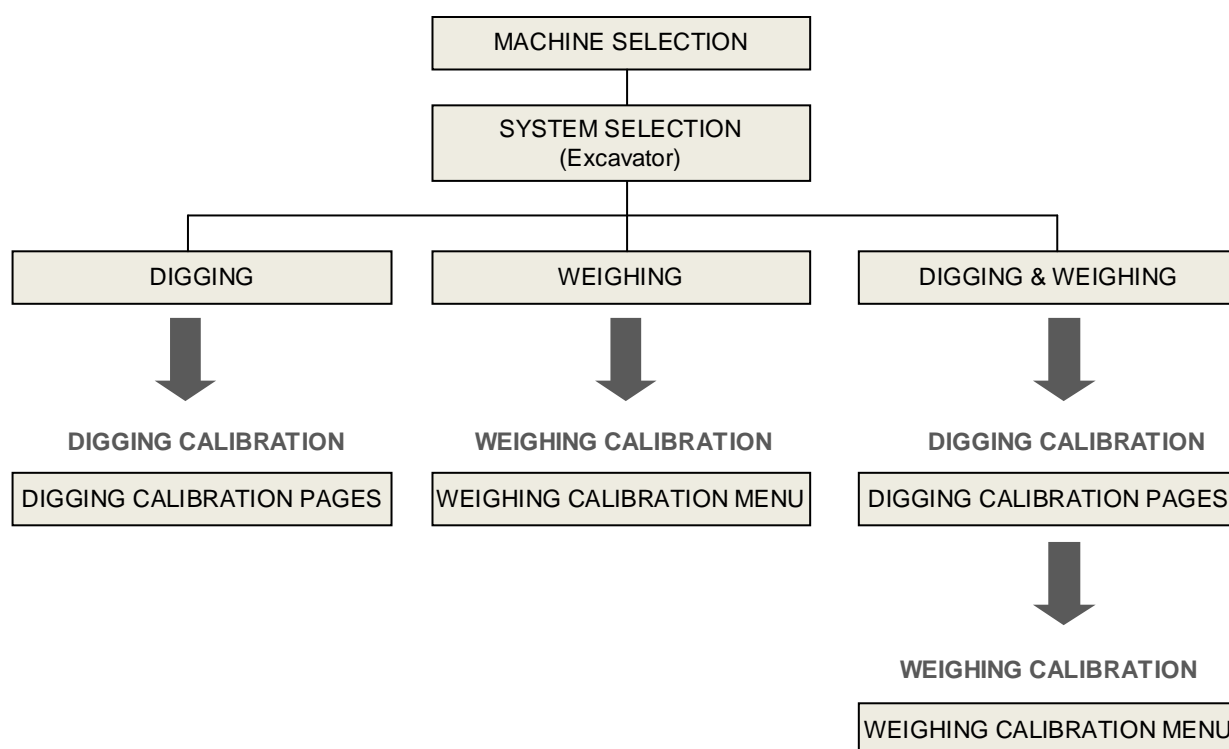 MACHINE SELECTION
SYSTEM SELECTION
(Excavator)
DIGGING
WEIGHING
DIGGING & WEIGHING
DIGGING CALIBRATION
WEIGHING CALIBRATION
DIGGING CALIBRATION
DIGGING CALIBRATION PAGES
WEIGHING CALIBRATION MENU
DIGGING CALIBRATION PAGES
WEIGHING CALIBRATION
WEIGHING CALIBRATION MENU